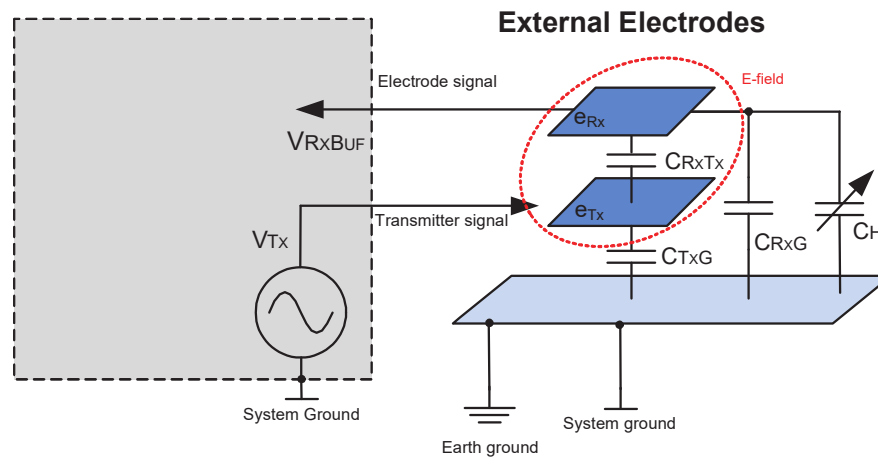 External Electrodes
E-field
Electrode signal
eRx
VRxBUF
CRxTx
eTx
Transmitter signal
VTx
CTxG
CRxG
CH
System Ground
System ground
Earth ground